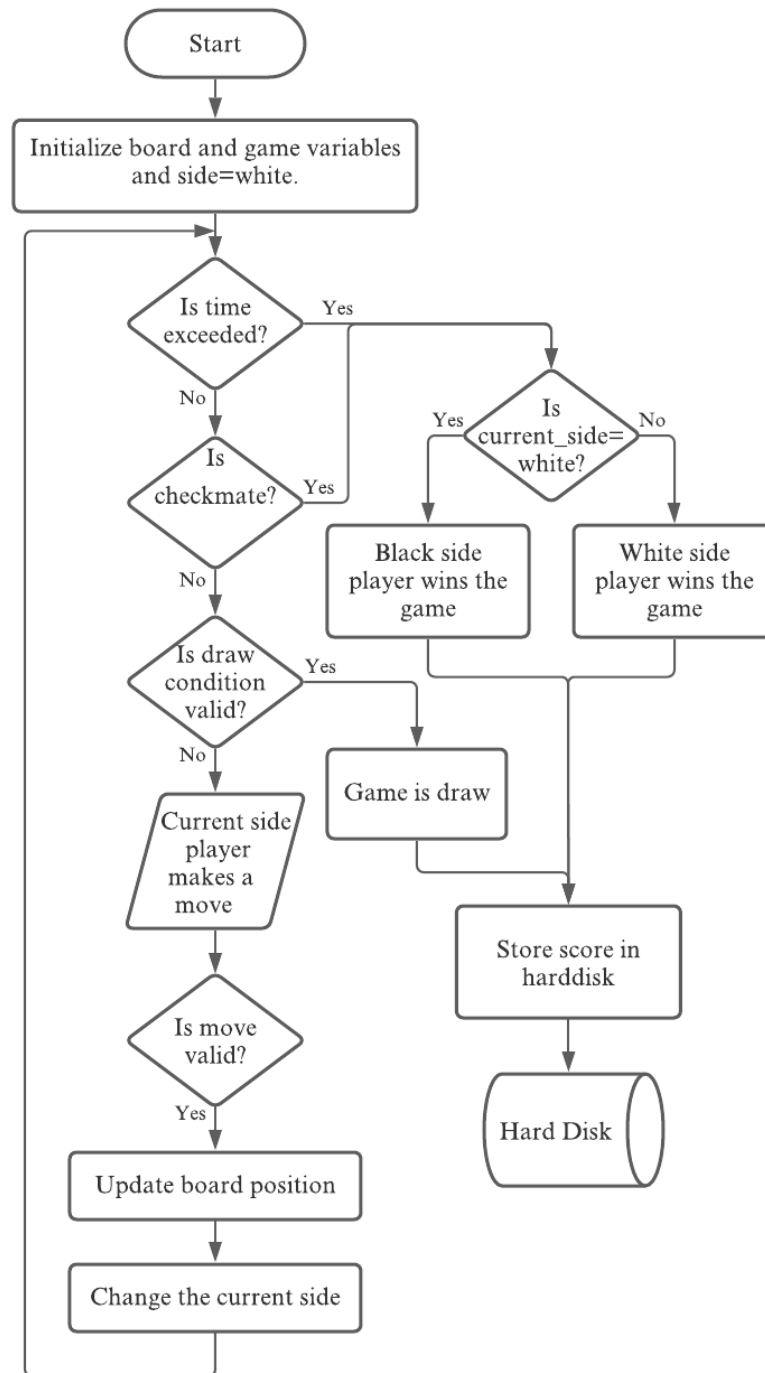 Start
Initialize board and game variables
and side=white.
Is time
exceeded?
Yes
No
Is
checkmate?
Yes
No
Is
current_side=
white?
Yes
No
Black side
player wins the
game
White side
player wins the
game
Is draw
condition
valid?
Yes
No
Game is draw
Current side
player
makes a
move
Store score in
harddisk
Is move
valid?
Yes
Hard Disk
Update board position
Change the current side